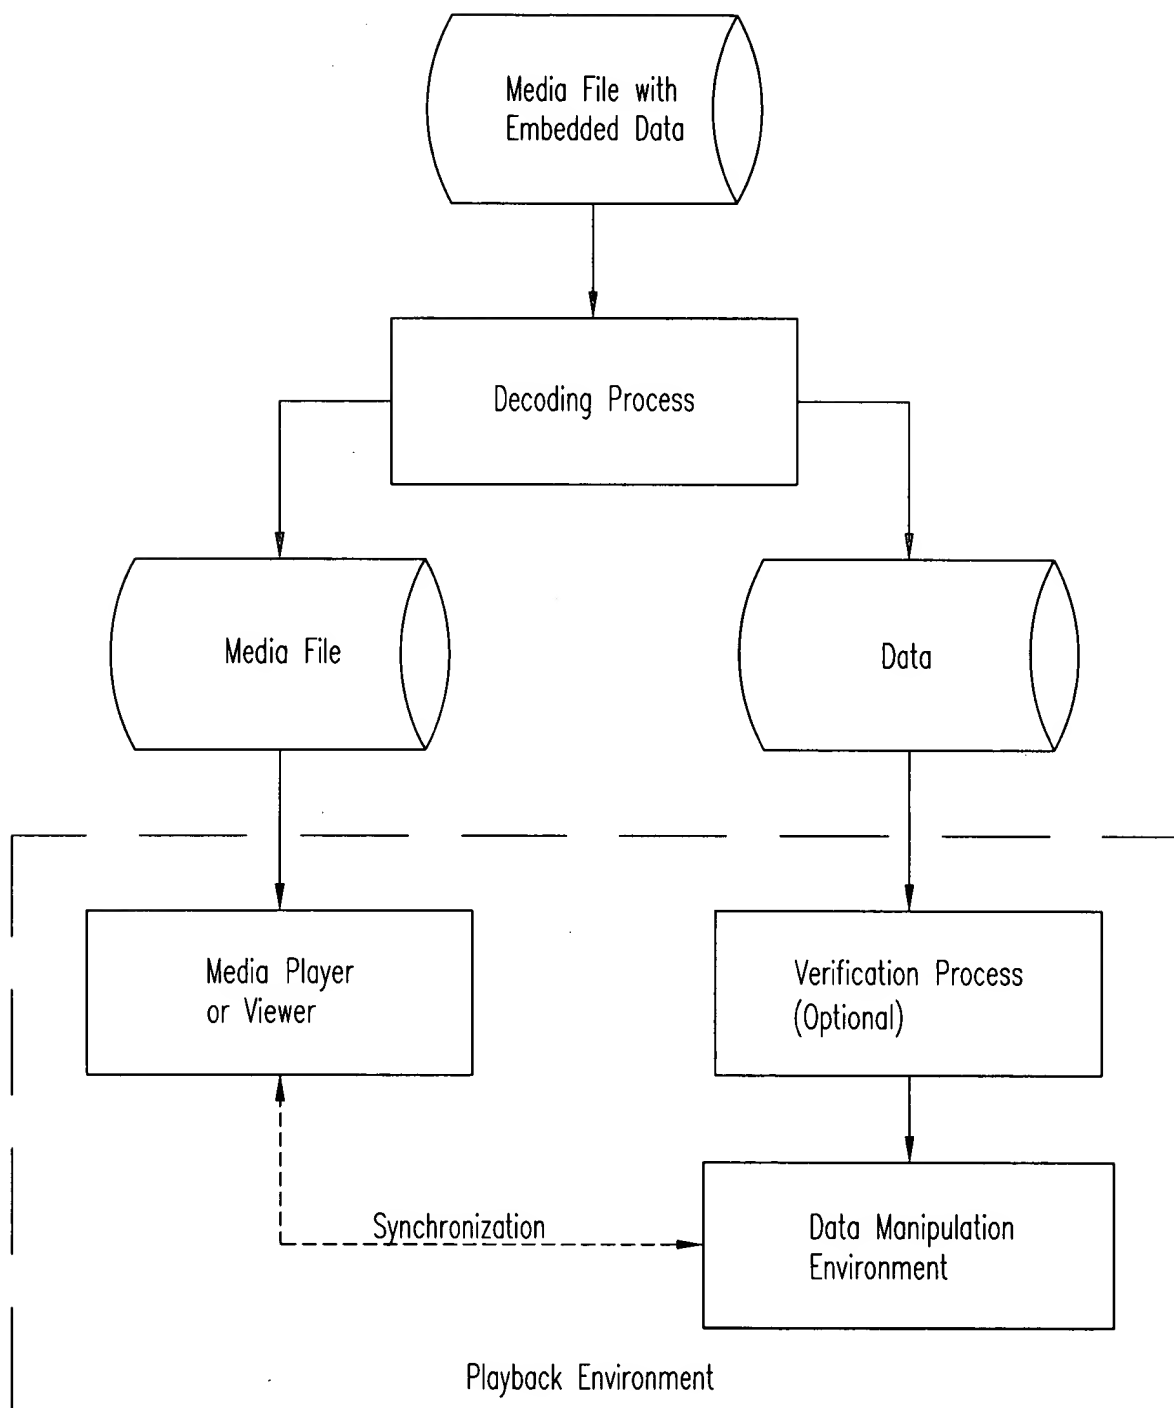 Media File with
Embedded Data
Decoding Process
Media File
Data
Media Player
or Viewer
Verification Process
(Optional)
Synchronization
Data Manipulation
Environment
Playback Environment